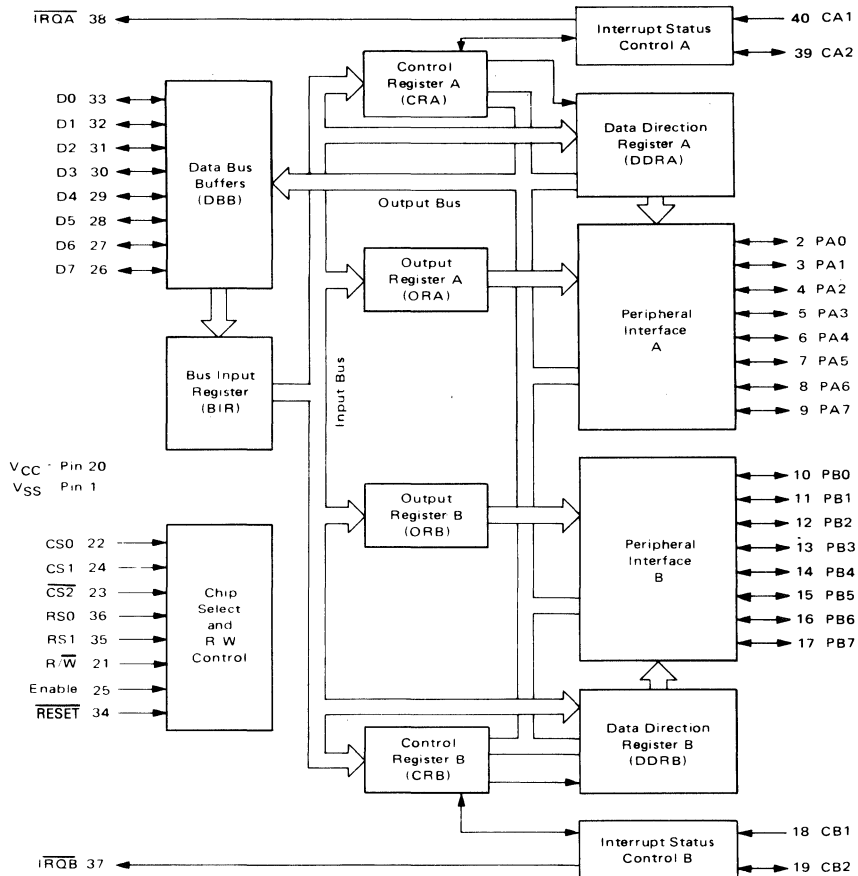 IRQA 38
Interrupt Status
Control A
40 CA1
39 CA2
Control
Register A
(CRA)
D0 33
D1 32
D2 31
D3 30
D4 29
D5 28
D6 27
D7 26
Data Bus
Buffers
(DBB)
Data Direction
Register A
(DDRA)
Output Bus
Output
Register A
(ORA)
Peripheral
Interface
A
2 PA0
3 PA1
4 PA2
5 PA3
6 PA4
7 PA5
8 PA6
9 PA7
Bus Input
Register
(BIR)
Input Bus
VCC - Pin 20
VSS Pin 1
Output
Register B
(ORB)
Peripheral
Interface
B
10 PB0
11 PB1
12 PB2
13 PB3
14 PB4
15 PB5
16 PB6
17 PB7
CS0 22
CS1 24
CS2 23
RS0 36
RS1 35
R/W 21
Enable 25
RESET 34
Chip
Select
and
R W
Control
Control
Register B
(CRB)
Data Direction
Register B
(DDRB)
Interrupt Status
Control B
18 CB1
19 CB2
IRQB 37